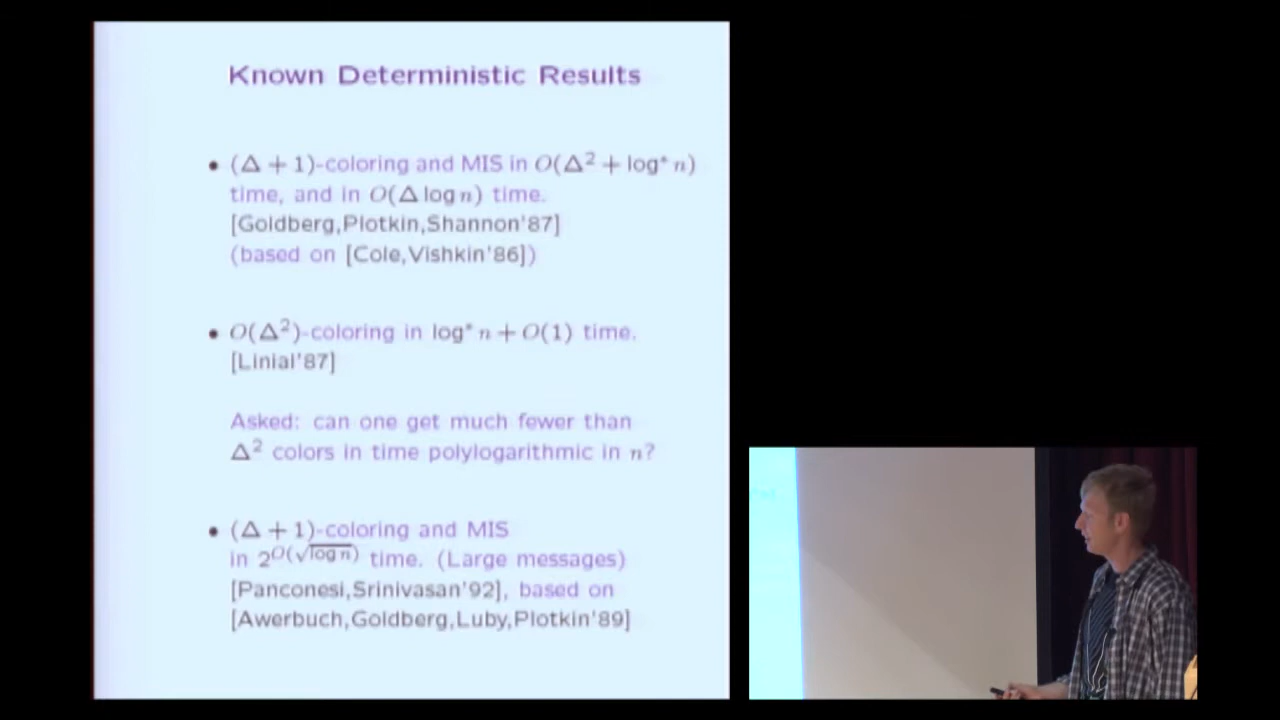 Known Deterministic Results
• (Δ + 1)-coloring and MIS in O(Δ² + log* n)
time, and in O(Δ log n) time.
[Goldberg,Plotkin,Shannon'87]
(based on [Cole,Vishkin'86])
• O(Δ²)-coloring in log* n + O(1) time.
[Linial'87]
Asked: can one get much fewer than
Δ² colors in time polylogarithmic in n?
• (Δ + 1)-coloring and MIS
in 2^{O(√log n)} time. (Large messages)
[Panconesi,Srinivasan'92], based on
[Awerbuch,Goldberg,Luby,Plotkin'89]